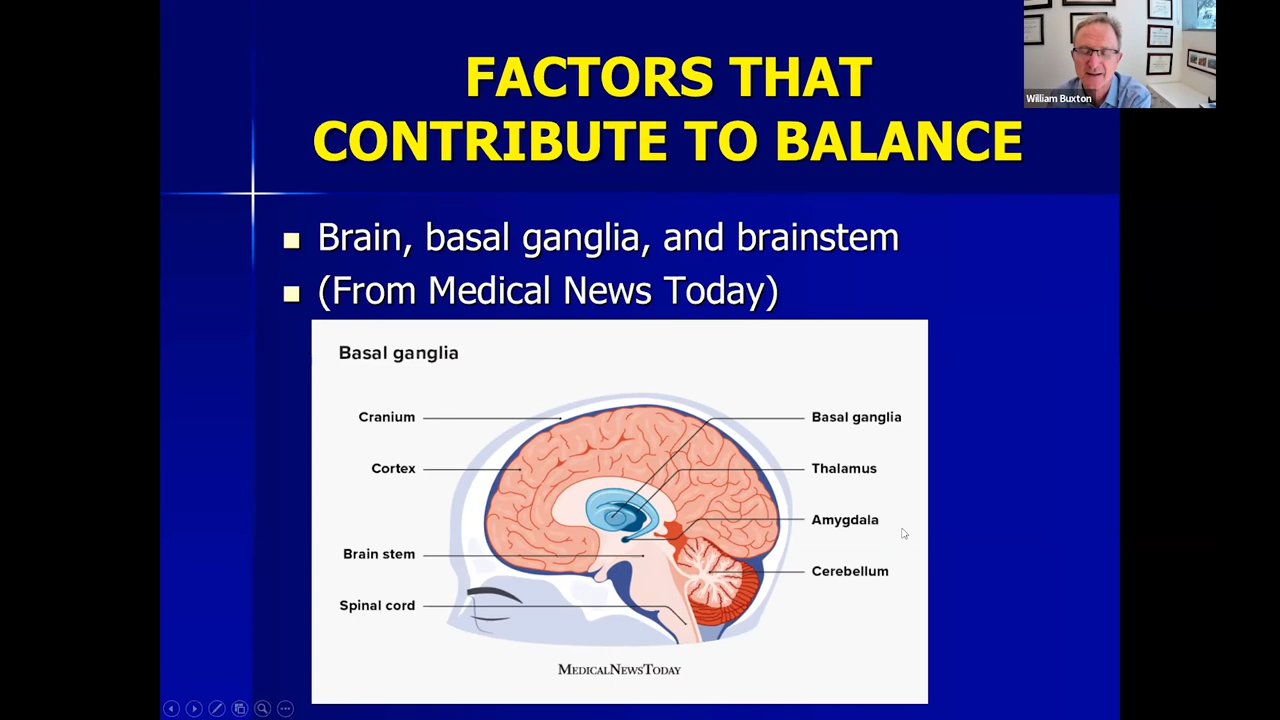 FACTORS THAT
CONTRIBUTE TO BALANCE
William Buxton
Brain, basal ganglia, and brainstem
(From Medical News Today)
Basal ganglia
Cranium
Cortex
Brain stem
Spinal cord
Basal ganglia
Thalamus
Amygdala
Cerebellum
MEDICALNEWSTODAY